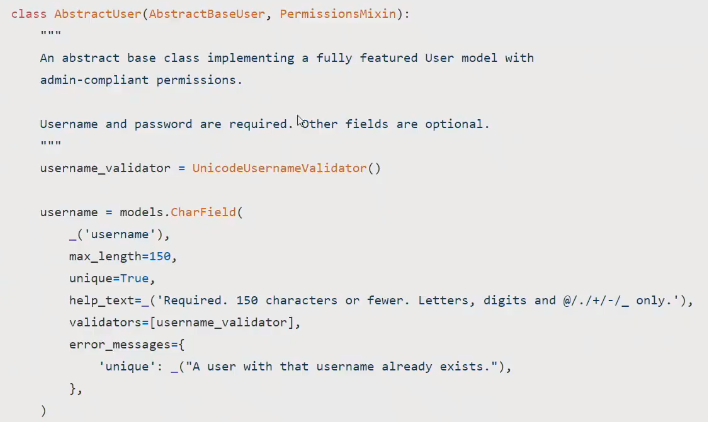 class AbstractUser(AbstractBaseUser, PermissionsMixin):
    """
    An abstract base class implementing a fully featured User model with
    admin-compliant permissions.

    Username and password are required. Other fields are optional.
    """
    username_validator = UnicodeUsernameValidator()

    username = models.CharField(
        _('username'),
        max_length=150,
        unique=True,
        help_text=_('Required. 150 characters or fewer. Letters, digits and @/./+/-/_ only.'),
        validators=[username_validator],
        error_messages={
            'unique': _("A user with that username already exists."),
        },
    )